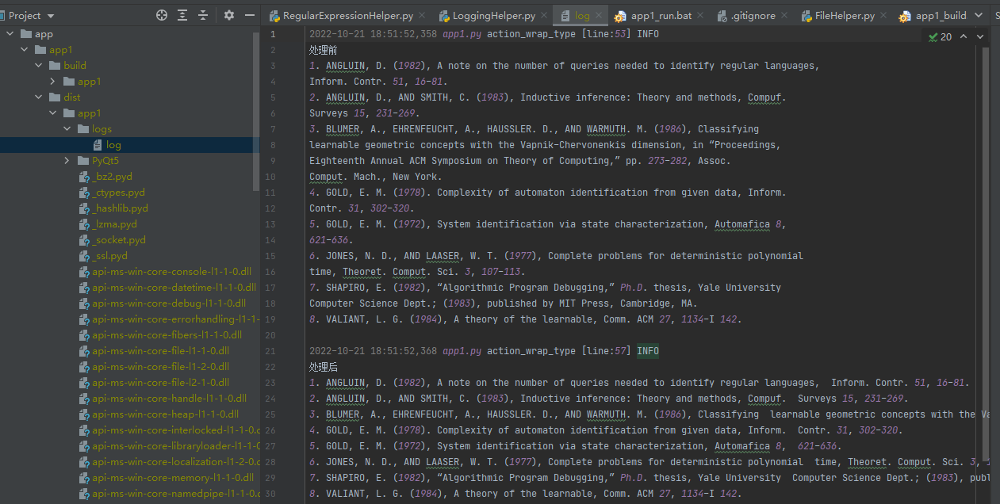 Project
RegularExpressionHelper.py
LoggingHelper.py
log
app1_run.bat
.gitignore
FileHelper.py
app1_build
app
app1
build
app1
dist
app1
logs
log
PyQt5
_bz2.pyd
_ctypes.pyd
_hashlib.pyd
_lzma.pyd
_socket.pyd
_ssl.pyd
api-ms-win-core-console-l1-1-0.dll
api-ms-win-core-datetime-l1-1-0.dll
api-ms-win-core-debug-l1-1-0.dll
api-ms-win-core-errorhandling-l1-1-
api-ms-win-core-fibers-l1-1-0.dll
api-ms-win-core-file-l1-1-0.dll
api-ms-win-core-file-l1-2-0.dll
api-ms-win-core-file-l2-1-0.dll
api-ms-win-core-handle-l1-1-0.dll
api-ms-win-core-heap-l1-1-0.dll
api-ms-win-core-interlocked-l1-1-0.d
api-ms-win-core-libraryloader-l1-1-0
api-ms-win-core-localization-l1-2-0.d
api-ms-win-core-memory-l1-1-0.dll
api-ms-win-core-namedpipe-l1-1-0.d
20
1 2022-10-21 18:51:52,358 app1.py action_wrap_type [line:53] INFO
2 处理前
3 1. ANGLUIN, D. (1982), A note on the number of queries needed to identify regular languages,
4 Inform. Contr. 51, 16-81.
5 2. ANGLUIN, D., AND SMITH, C. (1983), Inductive inference: Theory and methods, Compuf.
6 Surveys 15, 231-269.
7 3. BLUMER, A., EHRENFEUCHT, A., HAUSSLER. D., AND WARMUTH. M. (1986), Classifying
8 learnable geometric concepts with the Vapnik-Chervonenkis dimension, in “Proceedings,
9 Eighteenth Annual ACM Symposium on Theory of Computing,” pp. 273-282, Assoc.
10 Comput. Mach., New York.
11 4. GOLD, E. M. (1978). Complexity of automaton identification from given data, Inform.
12 Contr. 31, 302-320.
13 5. GOLD, E. M. (1972), System identification via state characterization, Automafica 8,
14 621-636.
15 6. JONES, N. D., AND LAASER, W. T. (1977), Complete problems for deterministic polynomial
16 time, Theoret. Comput. Sci. 3, 107-113.
17 7. SHAPIRO, E. (1982), “Algorithmic Program Debugging,” Ph.D. thesis, Yale University
18 Computer Science Dept.; (1983), published by MIT Press, Cambridge, MA.
19 8. VALIANT, L. G. (1984), A theory of the learnable, Comm. ACM 27, 1134-I 142.
20
21 2022-10-21 18:51:52,368 app1.py action_wrap_type [line:57] INFO
22 处理后
23 1. ANGLUIN, D. (1982), A note on the number of queries needed to identify regular languages,  Inform. Contr. 51, 16-81.
24 2. ANGLUIN, D., AND SMITH, C. (1983), Inductive inference: Theory and methods, Compuf.  Surveys 15, 231-269.
25 3. BLUMER, A., EHRENFEUCHT, A., HAUSSLER. D., AND WARMUTH. M. (1986), Classifying  learnable geometric concepts with the Va
26 4. GOLD, E. M. (1978). Complexity of automaton identification from given data, Inform.  Contr. 31, 302-320.
27 5. GOLD, E. M. (1972), System identification via state characterization, Automafica 8,  621-636.
28 6. JONES, N. D., AND LAASER, W. T. (1977), Complete problems for deterministic polynomial  time, Theoret. Comput. Sci. 3,
29 7. SHAPIRO, E. (1982), “Algorithmic Program Debugging,” Ph.D. thesis, Yale University  Computer Science Dept.; (1983), publ
30 8. VALIANT, L. G. (1984), A theory of the learnable, Comm. ACM 27, 1134-I 142.